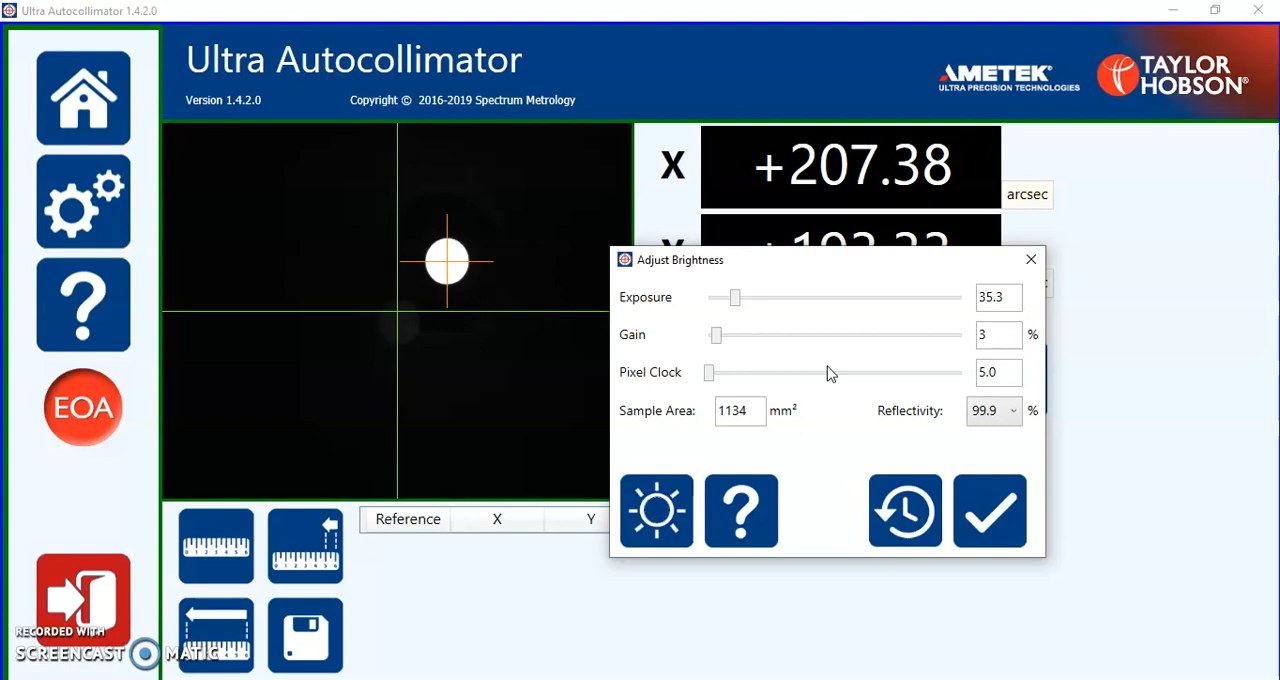 Ultra Autocollimator 1.4.2.0
Ultra Autocollimator
Version 1.4.2.0
Copyright © 2016-2019 Spectrum Metrology
AMETEK®
ULTRA PRECISION TECHNOLOGIES
TAYLOR
HOBSON®
X
+207.38
arcsec
Adjust Brightness
Exposure
35.3
Gain
3
%
Pixel Clock
5.0
Sample Area:
1134
mm²
Reflectivity:
99.9
%
?
EOA
?
Reference
X
Y
RECORDED WITH
SCREENCAST MATIC